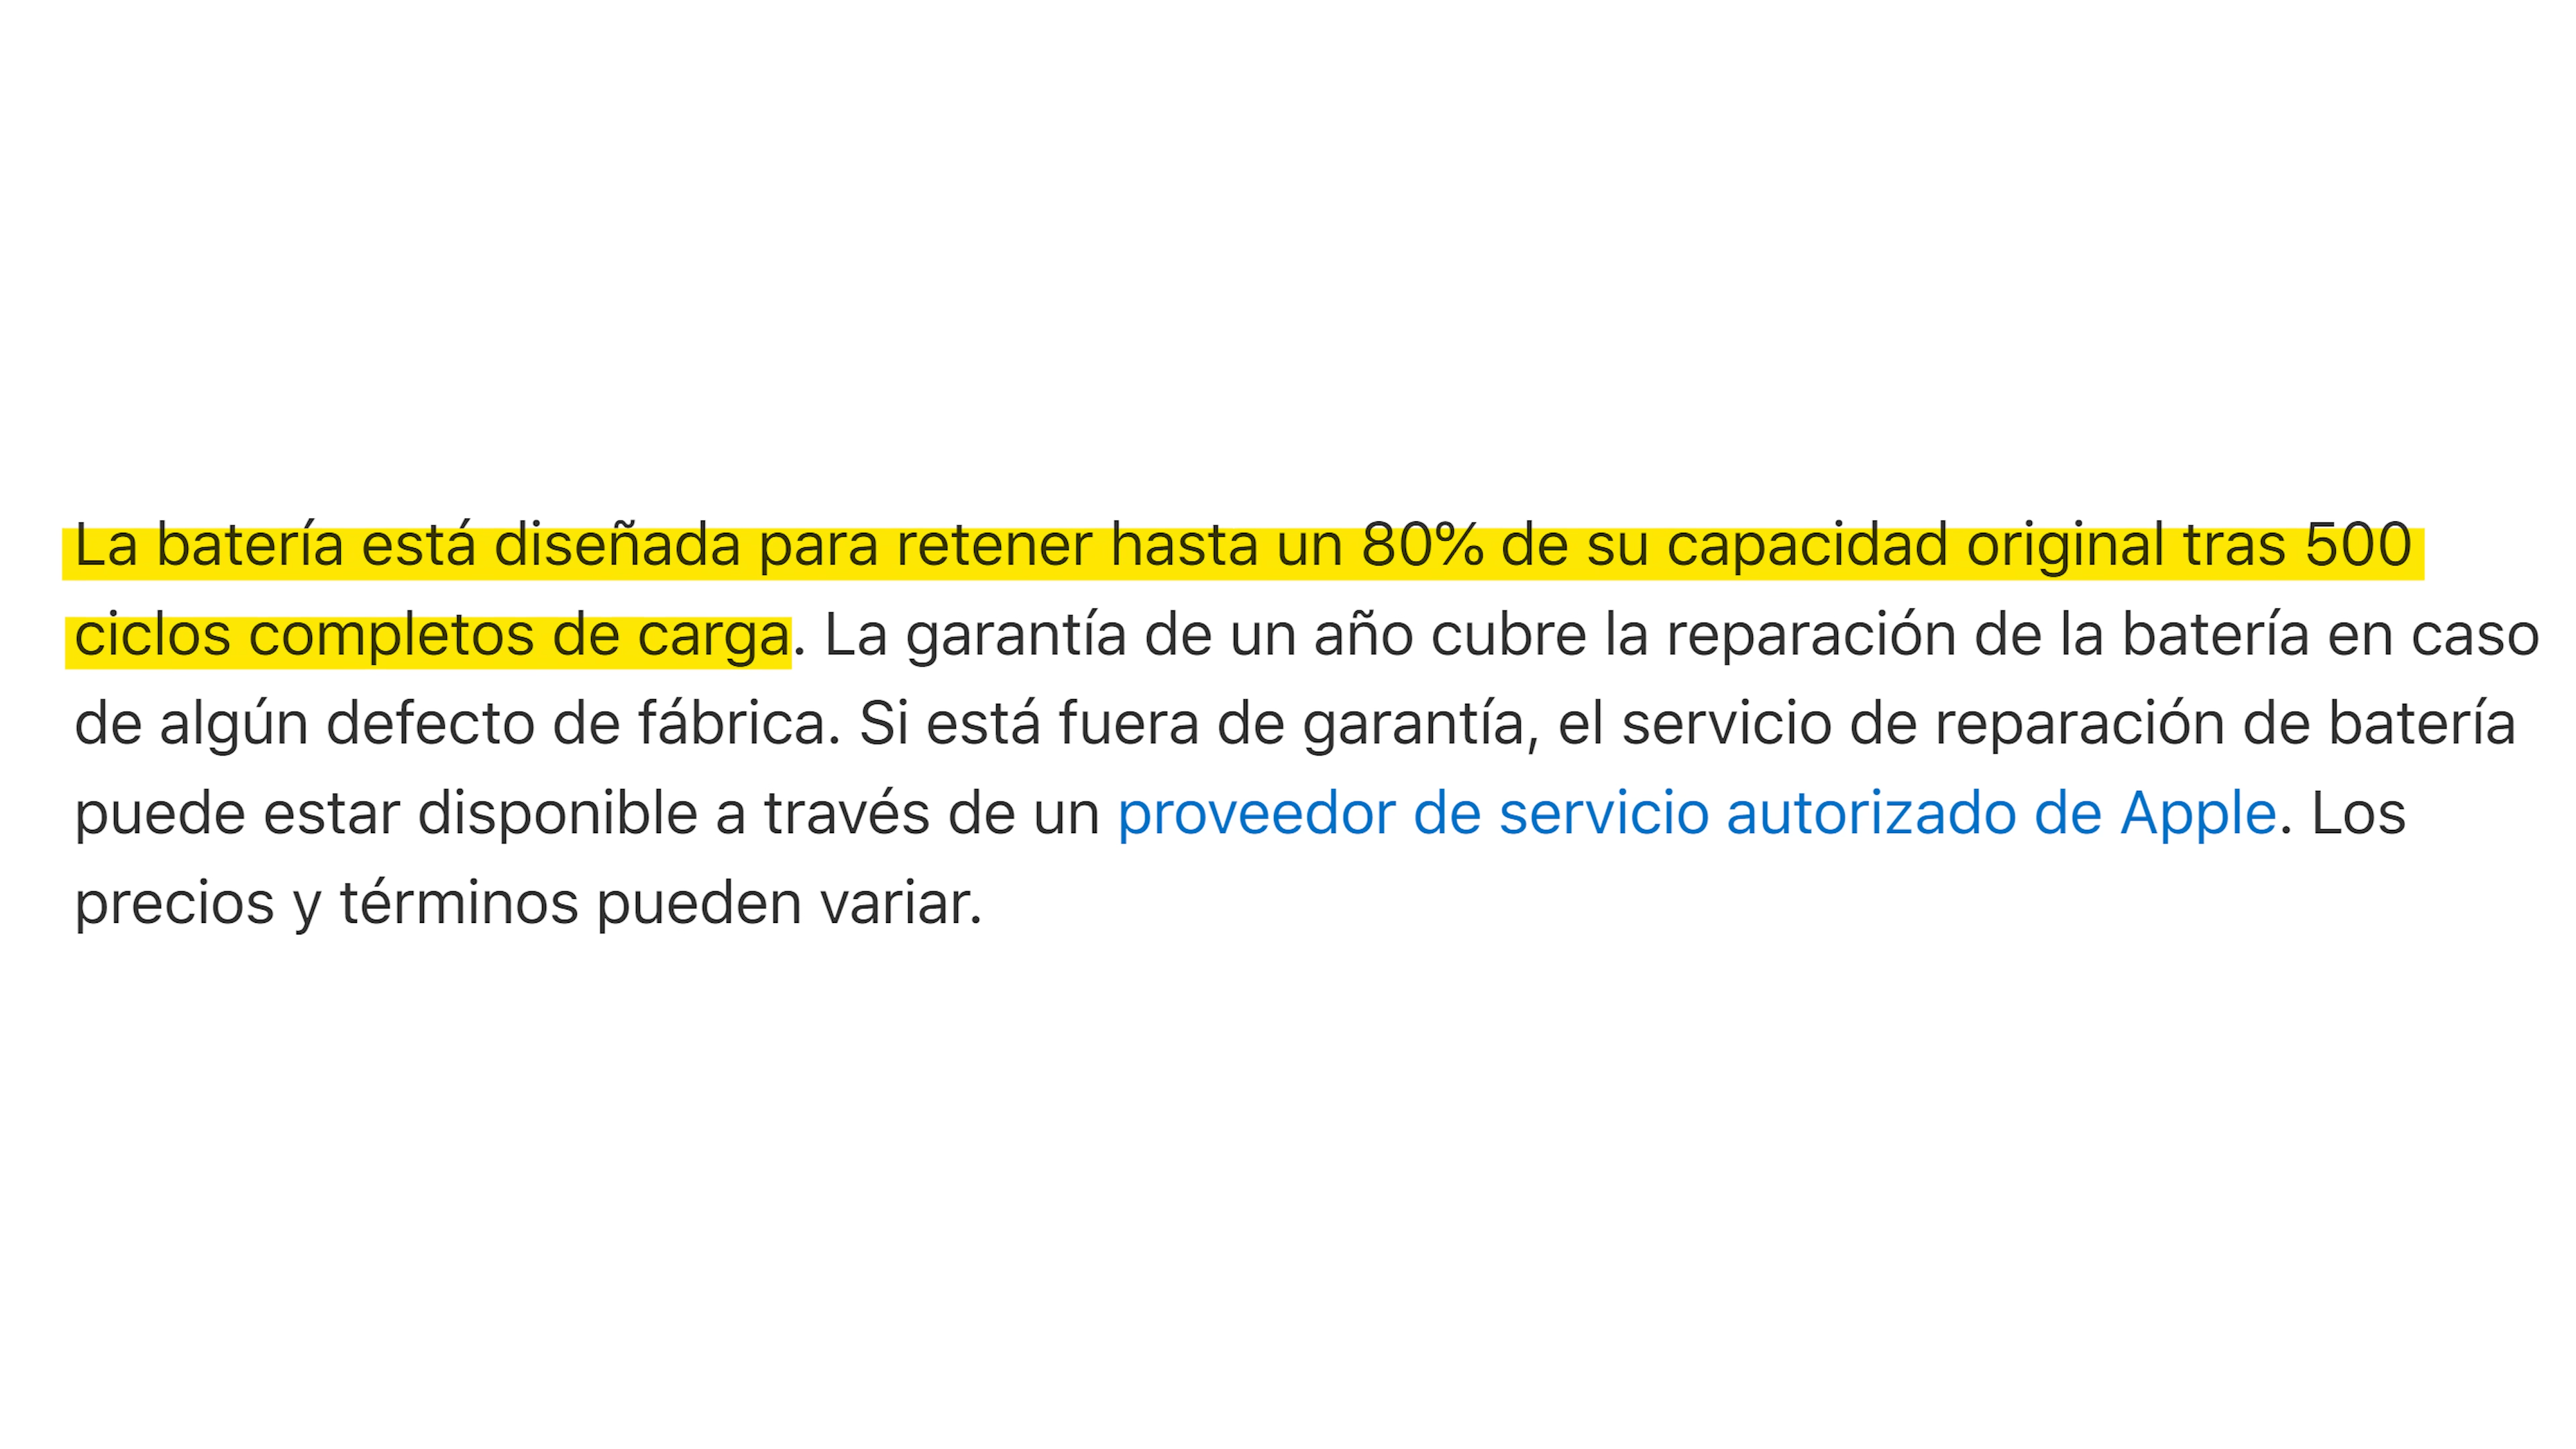 La batería está diseñada para retener hasta un 80% de su capacidad original tras 500
ciclos completos de carga. La garantía de un año cubre la reparación de la batería en caso
de algún defecto de fábrica. Si está fuera de garantía, el servicio de reparación de batería
puede estar disponible a través de un proveedor de servicio autorizado de Apple. Los
precios y términos pueden variar.